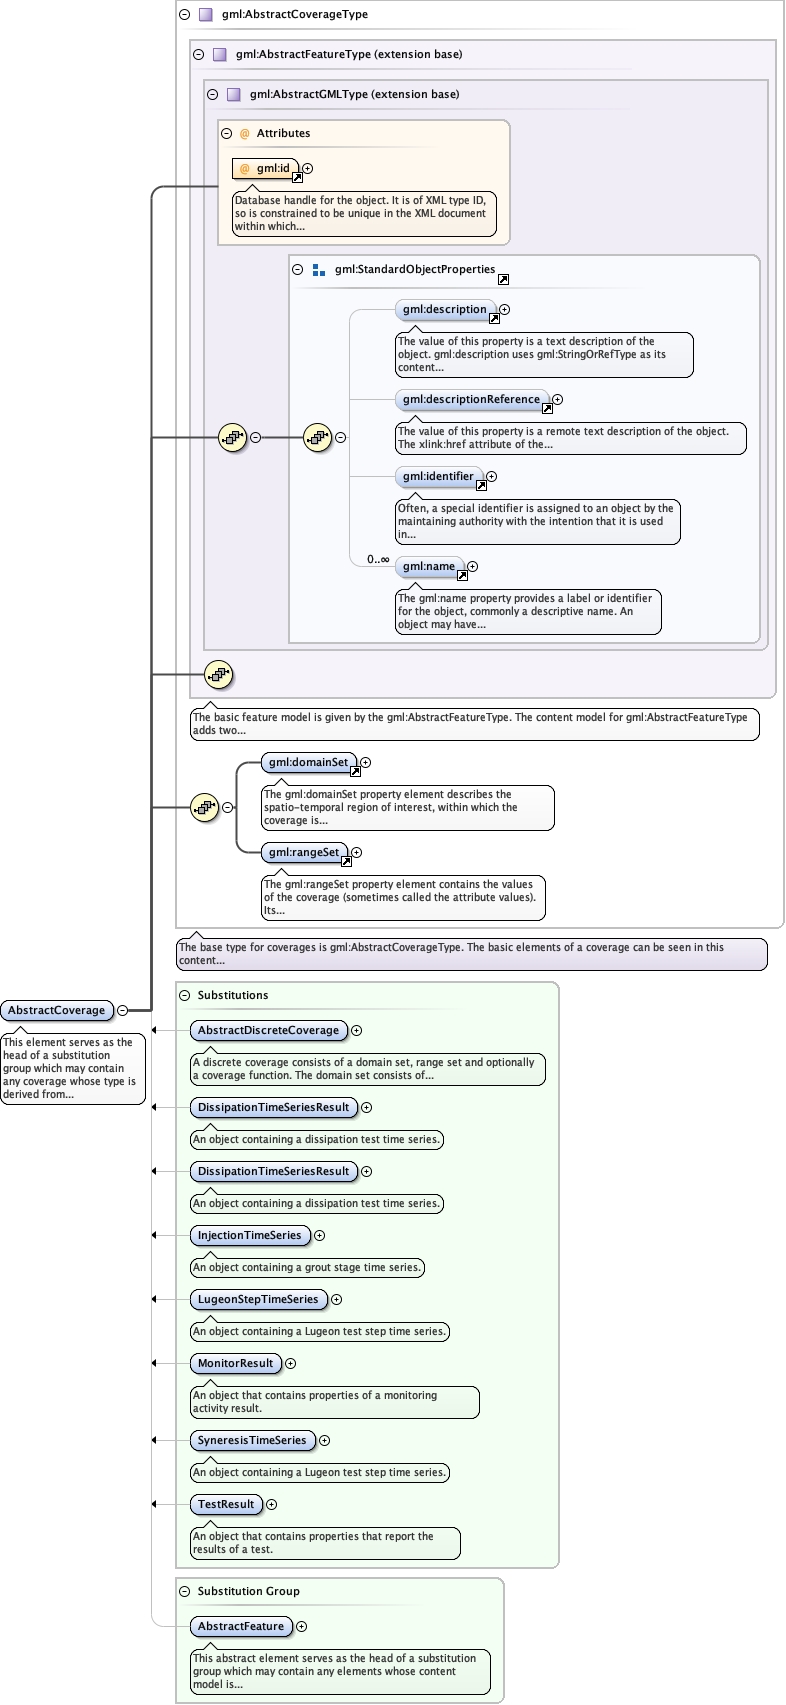 gml:AbstractCoverageType
gml:AbstractFeatureType (extension base)
gml:AbstractGMLType (extension base)
@ Attributes
@ gml:id
Database handle for the object. It is of XML type ID,
so is constrained to be unique in the XML document
within which...
gml:StandardObjectProperties
gml:description
The value of this property is a text description of the
object. gml:description uses gml:StringOrRefType as its
content...
gml:descriptionReference
The value of this property is a remote text description of the object.
The xlink:href attribute of the...
gml:identifier
Often, a special identifier is assigned to an object by the
maintaining authority with the intention that it is used
in...
0..∞
gml:name
The gml:name property provides a label or identifier
for the object, commonly a descriptive name. An
object may have...
The basic feature model is given by the gml:AbstractFeatureType. The content model for gml:AbstractFeatureType
adds two...
gml:domainSet
The gml:domainSet property element describes the
spatio-temporal region of interest, within which the
coverage is...
gml:rangeSet
The gml:rangeSet property element contains the values
of the coverage (sometimes called the attribute values).
Its...
The base type for coverages is gml:AbstractCoverageType. The basic elements of a coverage can be seen in this
content...
AbstractCoverage
This element serves as the
head of a substitution
group which may contain
any coverage whose type is
derived from...
Substitutions
AbstractDiscreteCoverage
A discrete coverage consists of a domain set, range set and optionally
a coverage function. The domain set consists of...
DissipationTimeSeriesResult
An object containing a dissipation test time series.
DissipationTimeSeriesResult
An object containing a dissipation test time series.
InjectionTimeSeries
An object containing a grout stage time series.
LugeonStepTimeSeries
An object containing a Lugeon test step time series.
MonitorResult
An object that contains properties of a monitoring
activity result.
SyneresisTimeSeries
An object containing a Lugeon test step time series.
TestResult
An object that contains properties that report the
results of a test.
Substitution Group
AbstractFeature
This abstract element serves as the head of a substitution
group which may contain any elements whose content
model is...